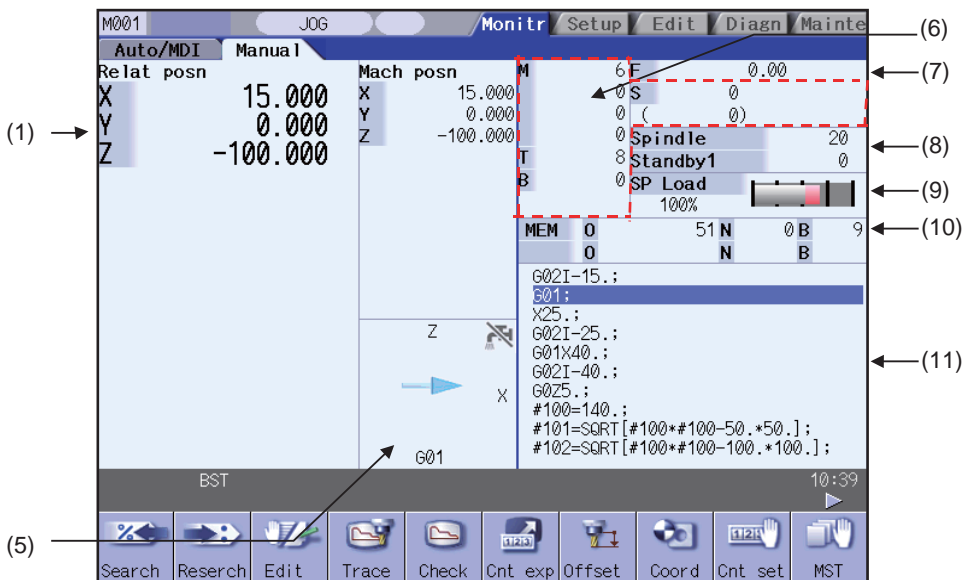 M001 JOG Monitr Setup Edit Diagn Mainte
Auto/MDI Manual
Relat posn
X 15.000
Y 0.000
Z -100.000
Mach posn
X 15.000
Y 0.000
Z -100.000
M 6
0
0
0
T 8
B 0
F 0.00
S 0
( 0)
Spindle 20
Standby1 0
SP Load
100%
MEM O 51 N 0 B 9
O N B
G02I-15.;
G01;
X25.;
G02I-25.;
G01X40.;
G02I-40.;
G0Z5.;
#100=140.;
#101=SQRT[#100*#100-50.*50.];
#102=SQRT[#100*#100-100.*100.];
Z
X
G01
BST 10:39
Search Reserch Edit Trace Check Cnt exp Offset Coord Cnt set MST
(1)
(5)
(6)
(7)
(8)
(9)
(10)
(11)